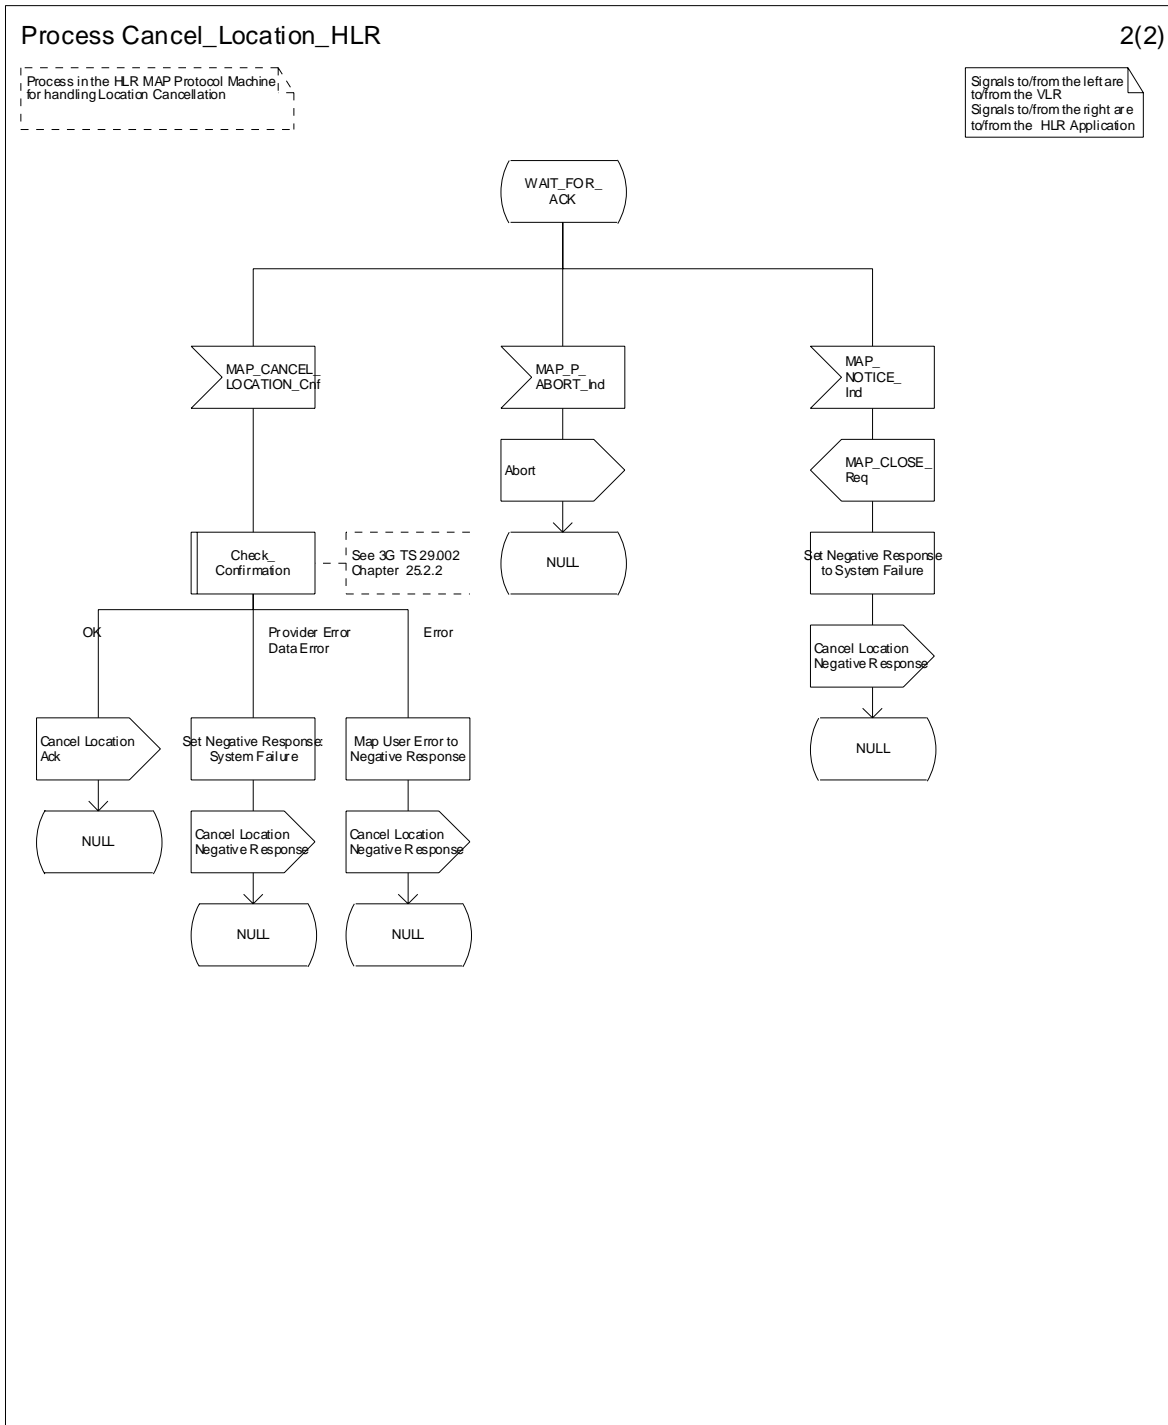 Process Cancel_Location_HLR
2(2)
Process in the HLR MAP Protocol Machine
for handling Location Cancellation
Signals to/from the left are
to/from the VLR
Signals to/from the right are
to/from the HLR Application
WAIT_FOR_
ACK
MAP_CANCEL_
LOCATION_Cnf
MAP_P_
ABORT_Ind
MAP_
NOTICE_
Ind
Abort
MAP_CLOSE_
Req
Check_
Confirmation
See 3G TS 29.002
Chapter 25.2.2
NULL
Set Negative Response
to System Failure
OK
Provider Error
Data Error
Error
Cancel Location
Negative Response
Cancel Location
Ack
Set Negative Response:
System Failure
Map User Error to
Negative Response
NULL
NULL
Cancel Location
Negative Response
Cancel Location
Negative Response
NULL
NULL